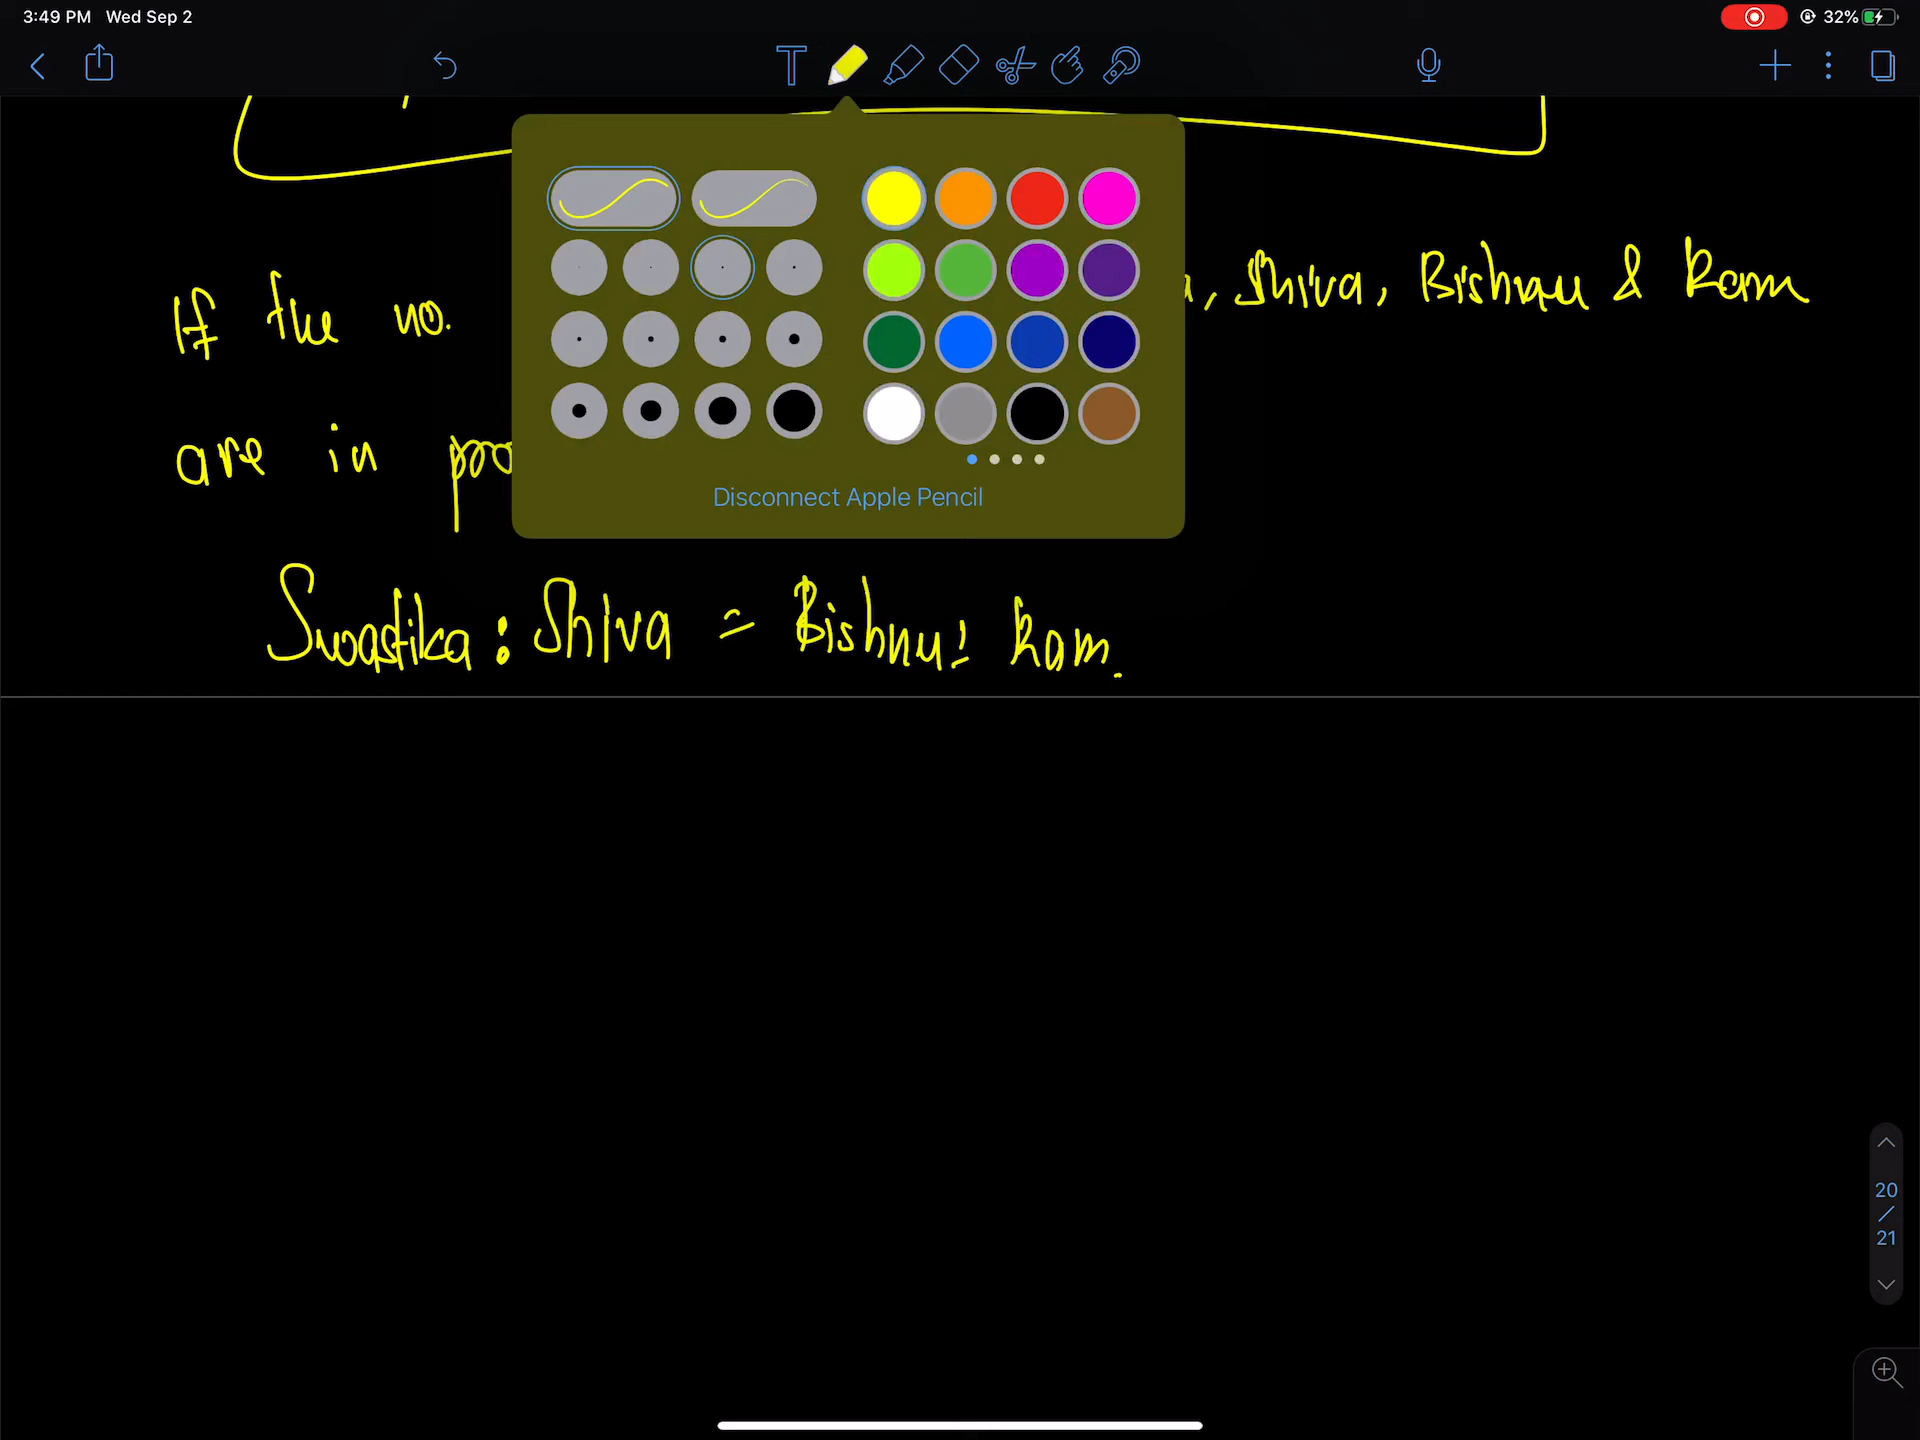 3:49 PM Wed Sep 2
32%
If the no. , Shiva, Bishnu & Ram
are in pro
Disconnect Apple Pencil
Swastika : Shiva = Bishnu : Ram.
20
/
21